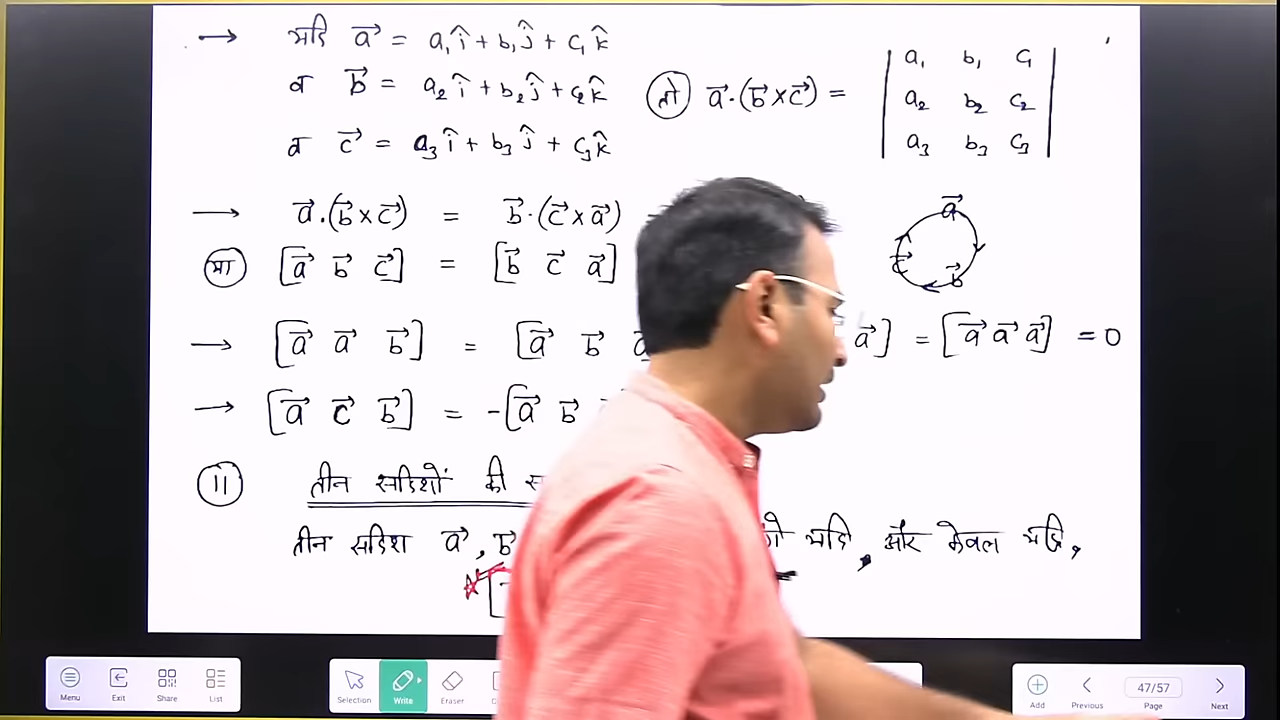 → यदि a⃗ = a₁î + b₁ĵ + c₁k̂
व b⃗ = a₂î + b₂ĵ + c₂k̂ तो a⃗·(b⃗×c⃗) = | a₁ b₁ c₁ |
| a₂ b₂ c₂ |
व c⃗ = a₃î + b₃ĵ + c₃k̂ | a₃ b₃ c₃ |
→ a⃗·(b⃗×c⃗) = b⃗·(c⃗×a⃗)
a⃗
b⃗
c⃗
या [a⃗ b⃗ c⃗] = [b⃗ c⃗ a⃗]
→ [a⃗ a⃗ b⃗] = [a⃗ b⃗ a⃗] = [a⃗ a⃗ a⃗] = 0
→ [a⃗ c⃗ b⃗] = -[a⃗ b⃗
11 तीन सदिशों की
तीन सदिश a⃗, b⃗ यदि, और केवल यदि,
Menu Exit Share List Selection Write Eraser Add Previous 47/57 Page Next